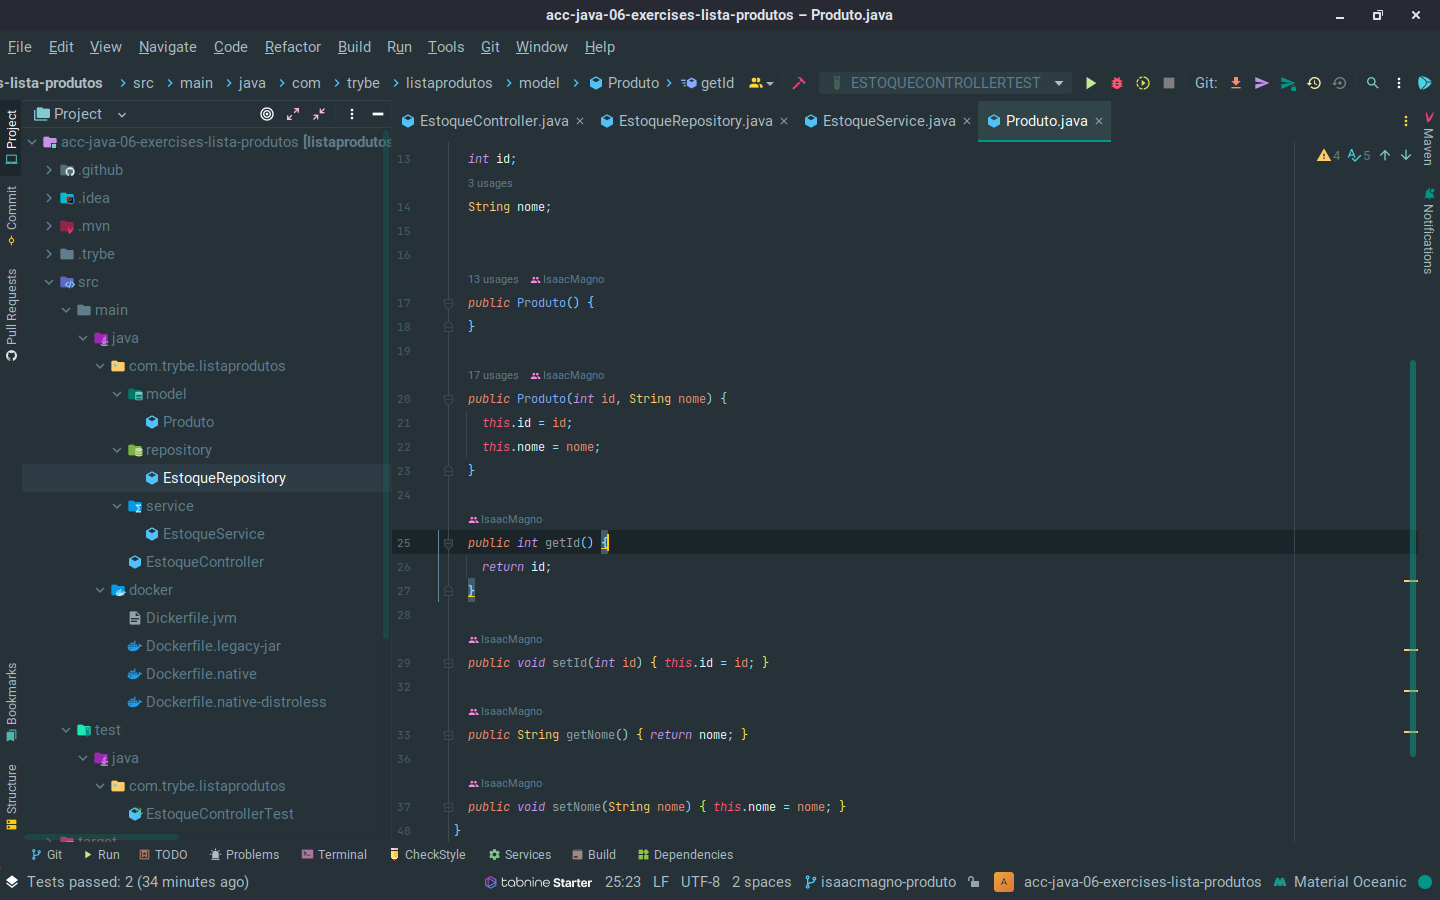 acc-java-06-exercises-lista-produtos – Produto.java
File Edit View Navigate Code Refactor Build Run Tools Git Window Help
s-lista-produtos src main java com trybe listaprodutos model Produto getId ESTOQUECONTROLLERTEST Git:
Project
EstoqueController.java EstoqueRepository.java EstoqueService.java Produto.java
acc-java-06-exercises-lista-produtos [listaprodutos
.github
.idea
.mvn
.trybe
src
main
java
com.trybe.listaprodutos
model
Produto
repository
EstoqueRepository
service
EstoqueService
EstoqueController
docker
Dickerfile.jvm
Dockerfile.legacy-jar
Dockerfile.native
Dockerfile.native-distroless
test
java
com.trybe.listaprodutos
EstoqueControllerTest
target
Project
Commit
Pull Requests
Bookmarks
Structure
4 5
13 int id;
3 usages
14 String nome;
15
16
13 usages IsaacMagno
17 public Produto() {
18 }
19
17 usages IsaacMagno
20 public Produto(int id, String nome) {
21 this.id = id;
22 this.nome = nome;
23 }
24
IsaacMagno
25 public int getId() {
26 return id;
27 }
28
IsaacMagno
29 public void setId(int id) { this.id = id; }
32
IsaacMagno
33 public String getNome() { return nome; }
36
IsaacMagno
37 public void setNome(String nome) { this.nome = nome; }
40 }
Maven
Notifications
Git Run TODO Problems Terminal CheckStyle Services Build Dependencies
Tests passed: 2 (34 minutes ago) tabnine Starter 25:23 LF UTF-8 2 spaces isaacmagno-produto A acc-java-06-exercises-lista-produtos Material Oceanic